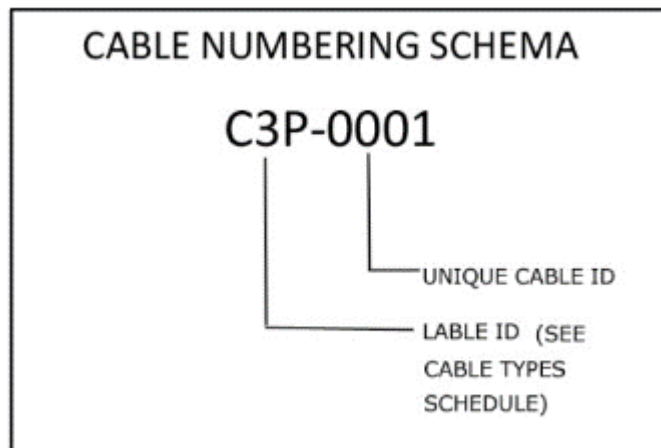 CABLE NUMBERING SCHEMA
C3P-0001
UNIQUE CABLE ID
LABLE ID (SEE
CABLE TYPES
SCHEDULE)